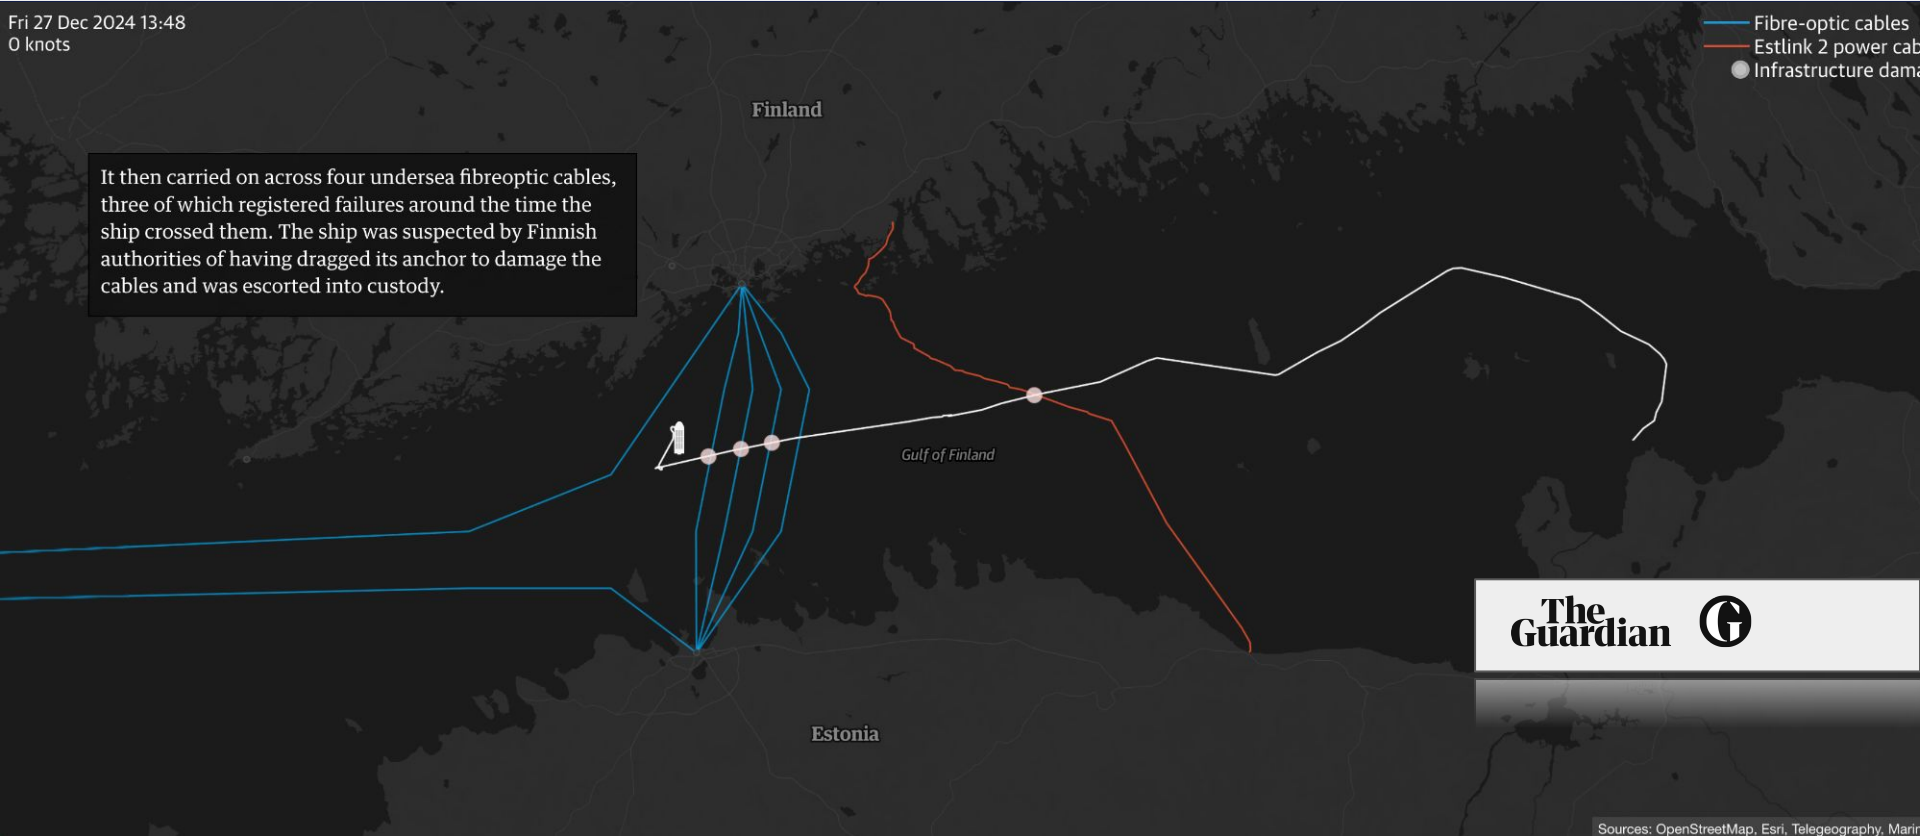 Fri 27 Dec 2024 13:48
0 knots
Fibre-optic cables
Estlink 2 power cab
Infrastructure dama
Finland
It then carried on across four undersea fibreoptic cables,
three of which registered failures around the time the
ship crossed them. The ship was suspected by Finnish
authorities of having dragged its anchor to damage the
cables and was escorted into custody.
Gulf of Finland
The
Guardian
G
Estonia
Sources: OpenStreetMap, Esri, Telegeography, Marin